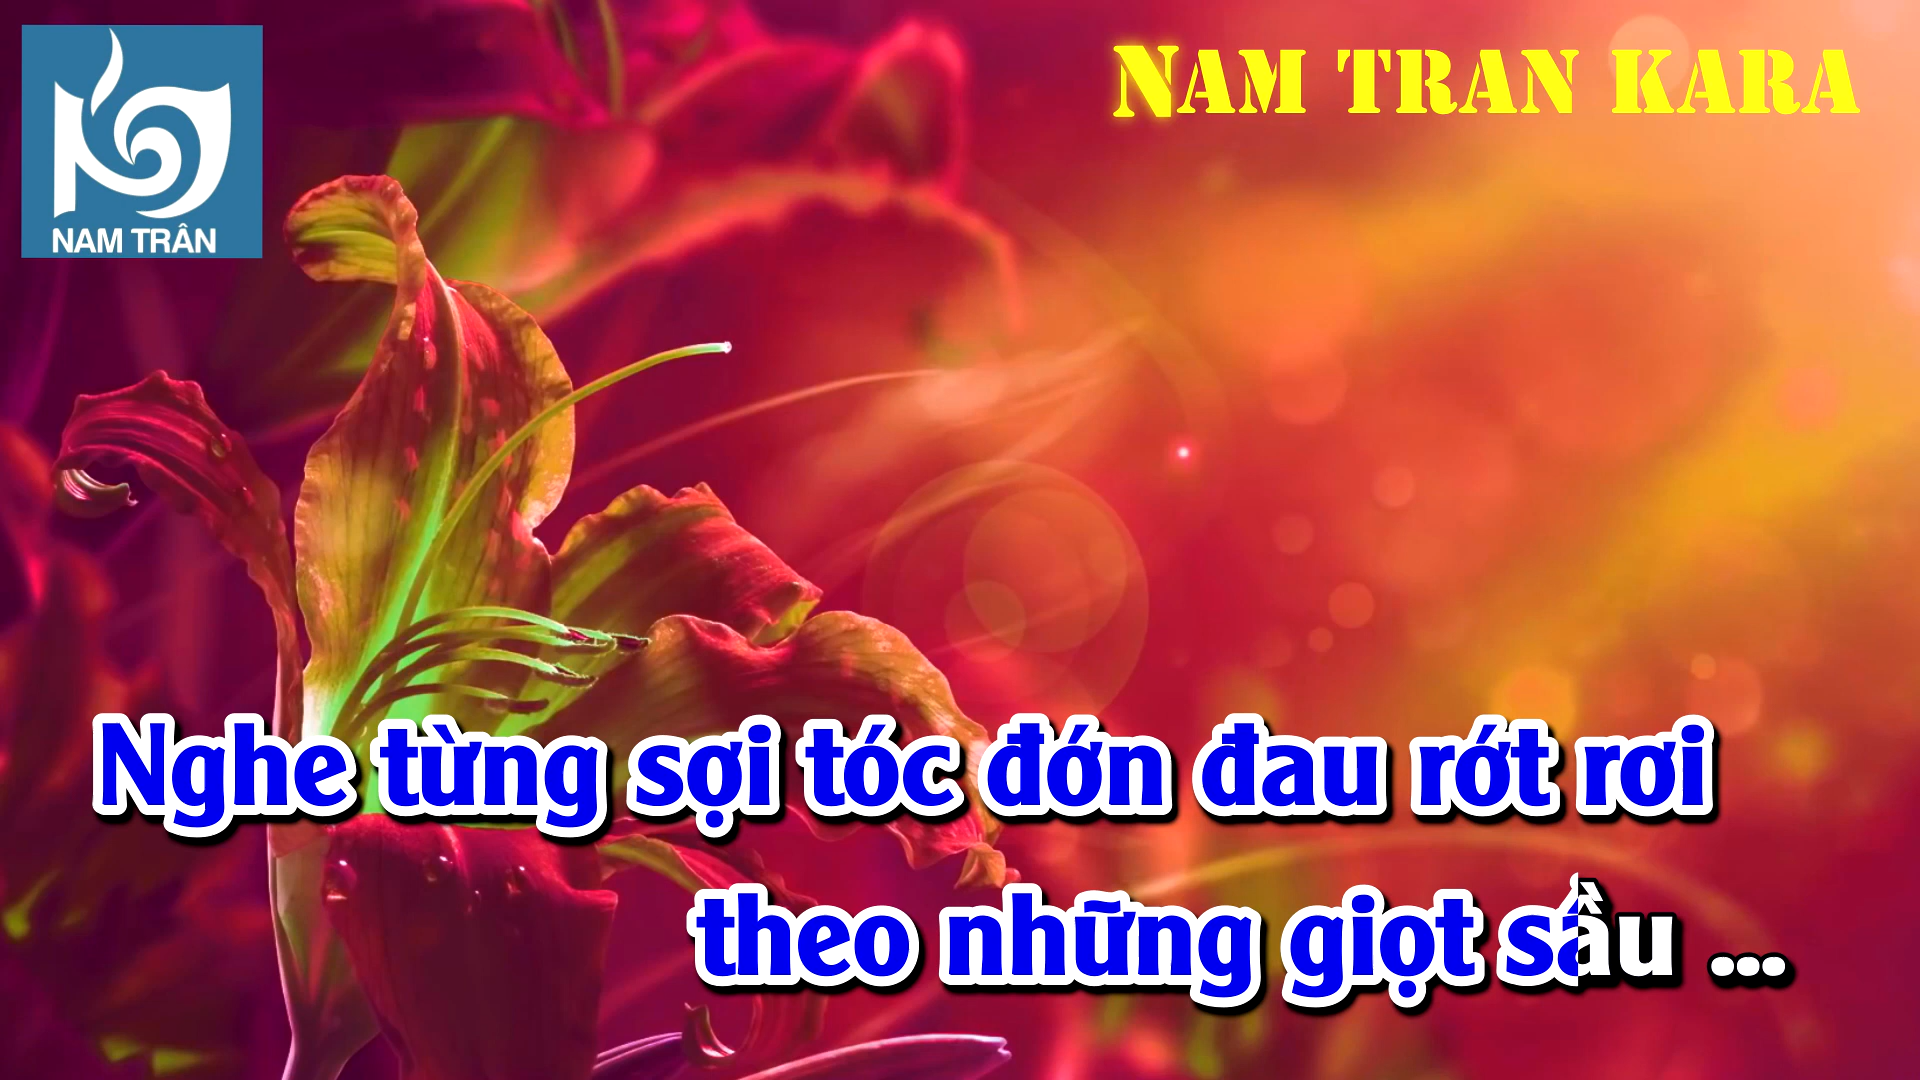 NAM TRAN KARA
NAM TRÂN
Nghe từng sợi tóc đớn đau rớt rơi
theo những giọt sầu ...